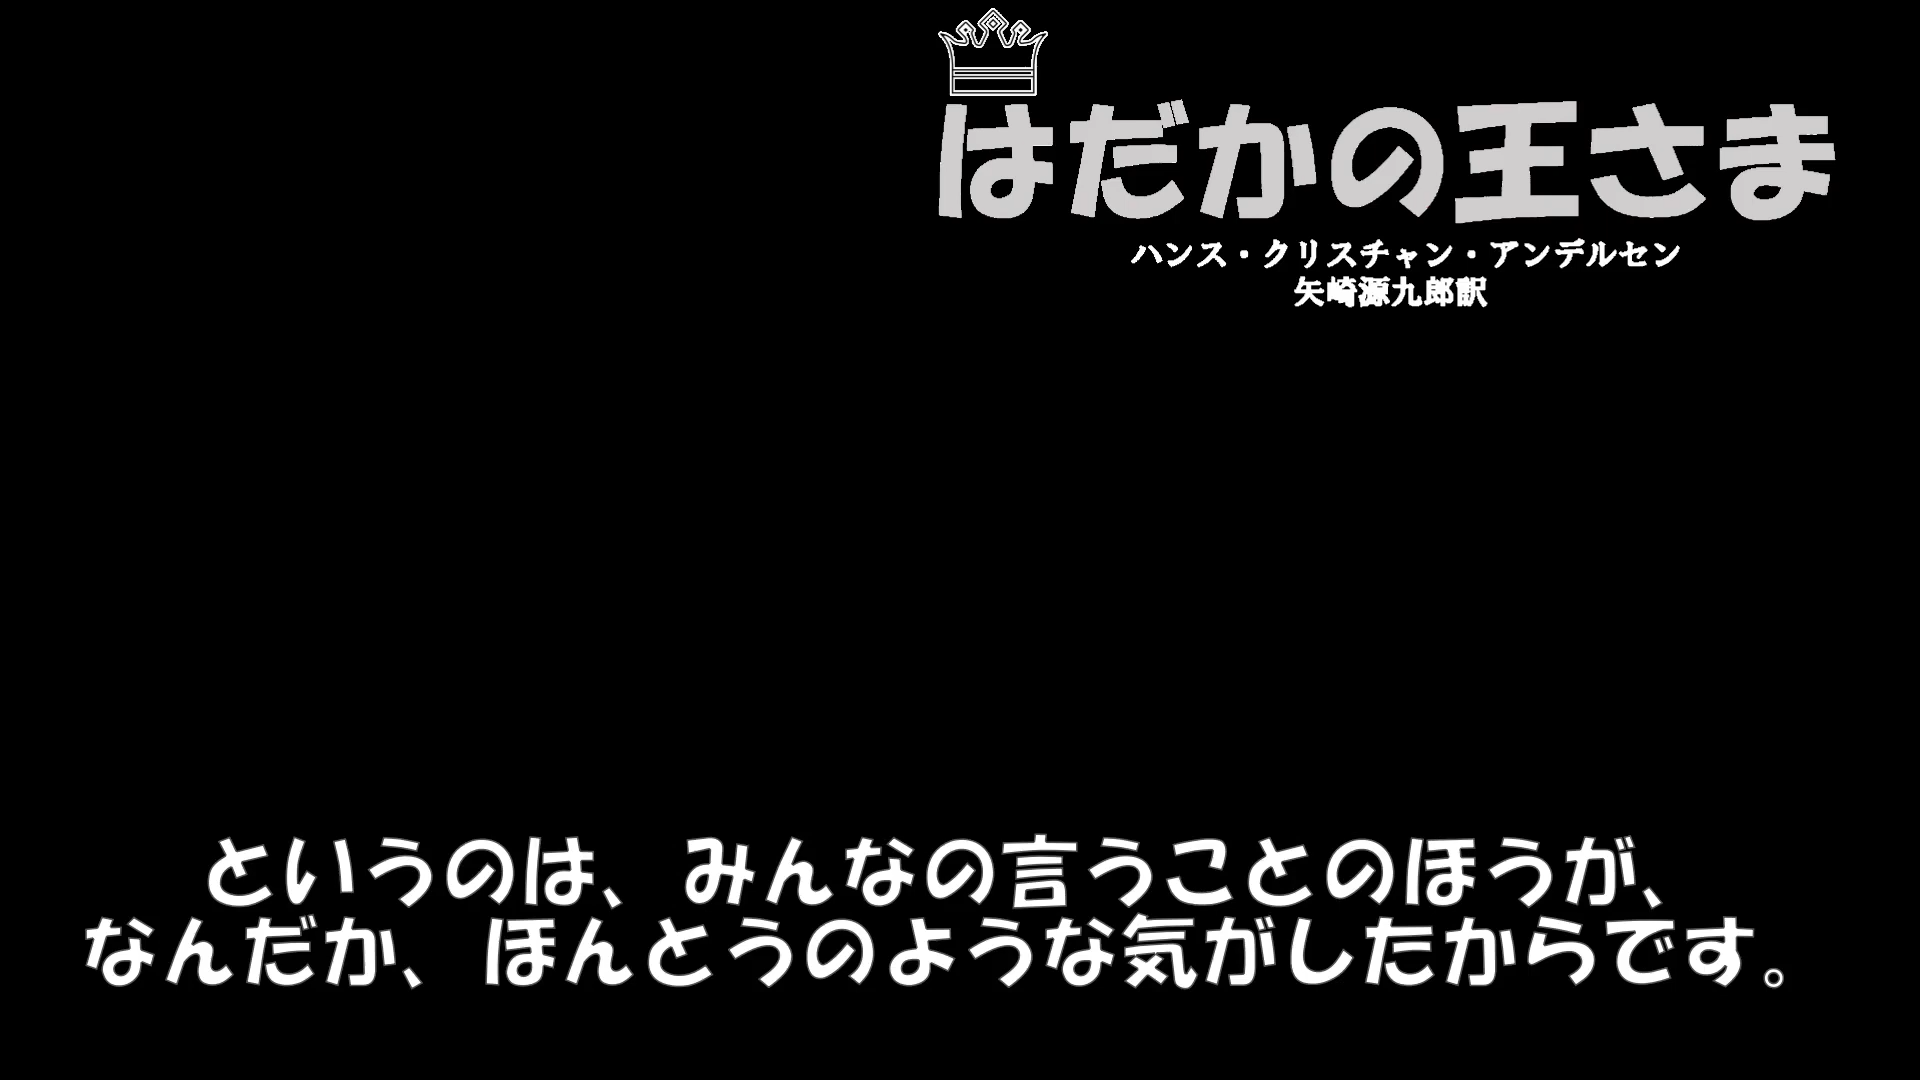 はだかの王さま
ハンス・クリスチャン・アンデルセン
矢崎源九郎訳
というのは、みんなの言うことのほうが、
なんだか、ほんとうのような気がしたからです。